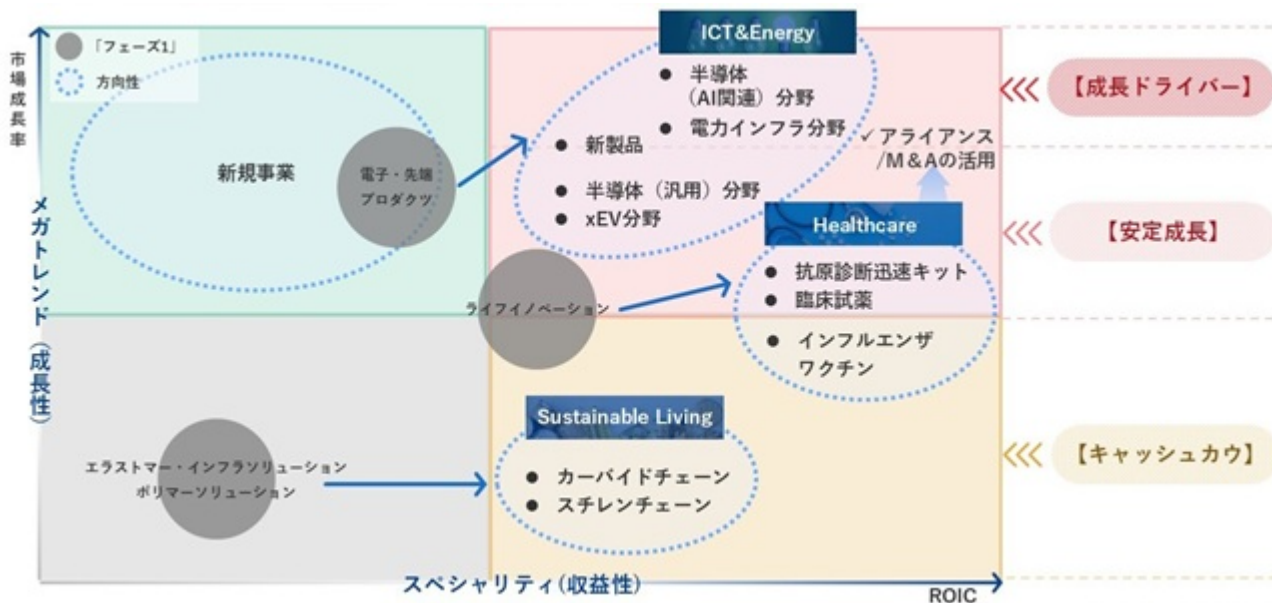 市場成長率
メガトレンド(成長性)
「フェーズ1」
方向性
新規事業
電子・先端
プロダクツ
ICT&Energy
● 半導体
(AI関連)分野
● 電力インフラ分野
● 新製品
● 半導体(汎用)分野
● xEV分野
✓ アライアンス
/M&Aの活用
ライフイノベーション
Healthcare
● 抗原診断迅速キット
● 臨床試薬
● インフルエンザ
ワクチン
エラストマー・インフラソリューション
ポリマーソリューション
Sustainable Living
● カーバイドチェーン
● スチレンチェーン
【成長ドライバー】
【安定成長】
【キャッシュカウ】
スペシャリティ(収益性)
ROIC